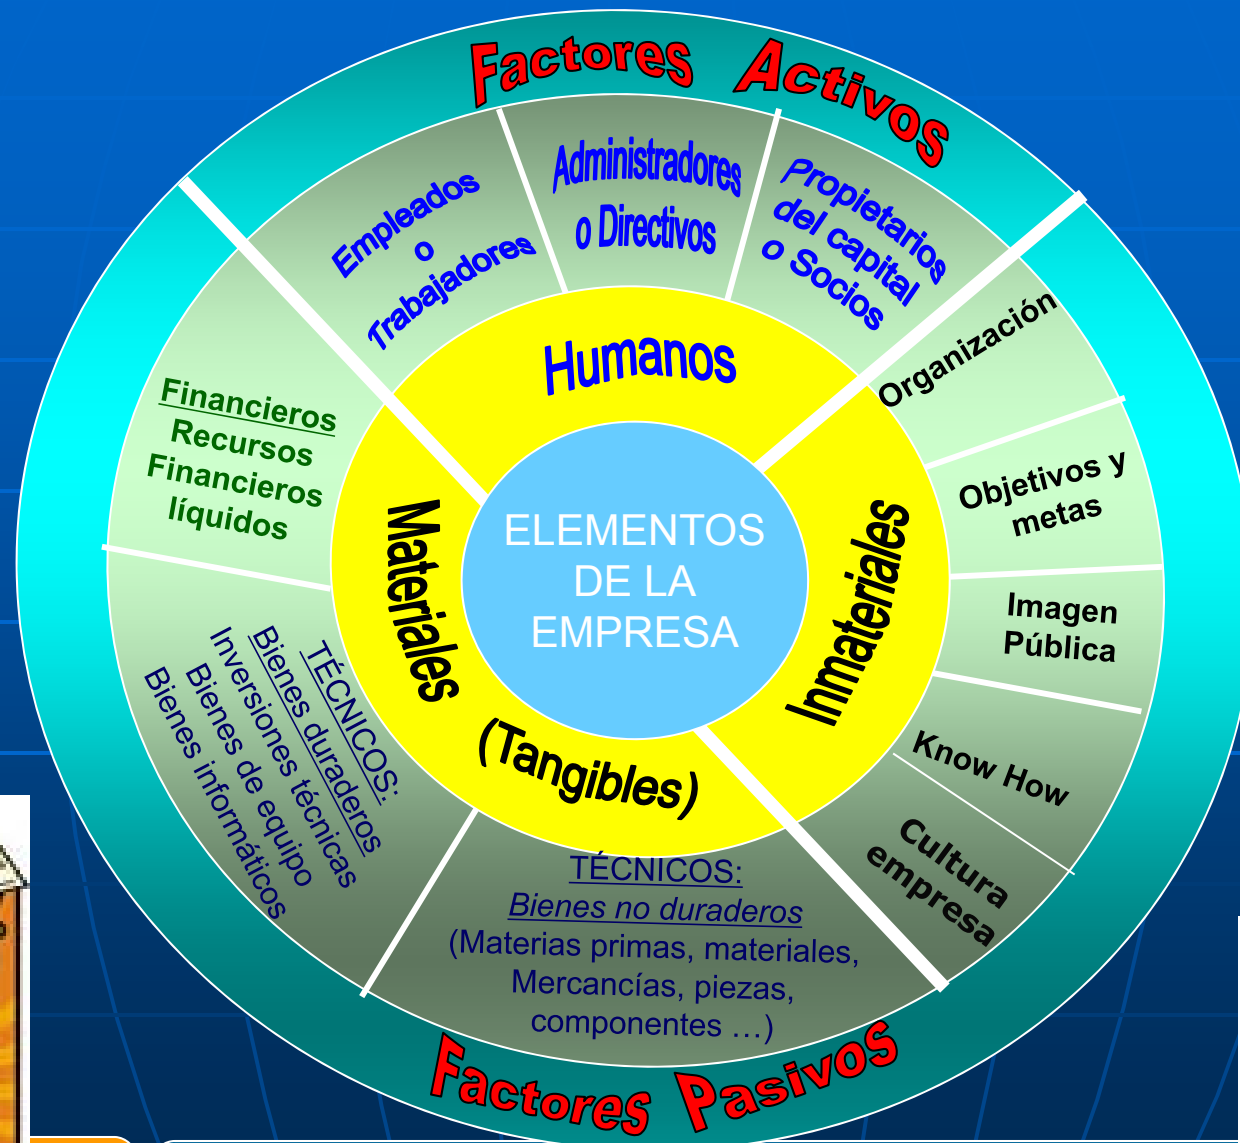 Factores Activos
Empleados
o
Trabajadores
Administradores
o Directivos
Propietarios
del capital
o Socios
Humanos
Organización
Objetivos y
metas
Imagen
Pública
Know How
Cultura
empresa
Inmateriales
ELEMENTOS
DE LA
EMPRESA
Materiales
(Tangibles)
Financieros
Recursos
Financieros
líquidos
TÉCNICOS:
Bienes duraderos
Inversiones técnicas
Bienes de equipo
Bienes informáticos
TÉCNICOS:
Bienes no duraderos
(Materias primas, materiales,
Mercancías, piezas,
componentes ...)
Factores Pasivos